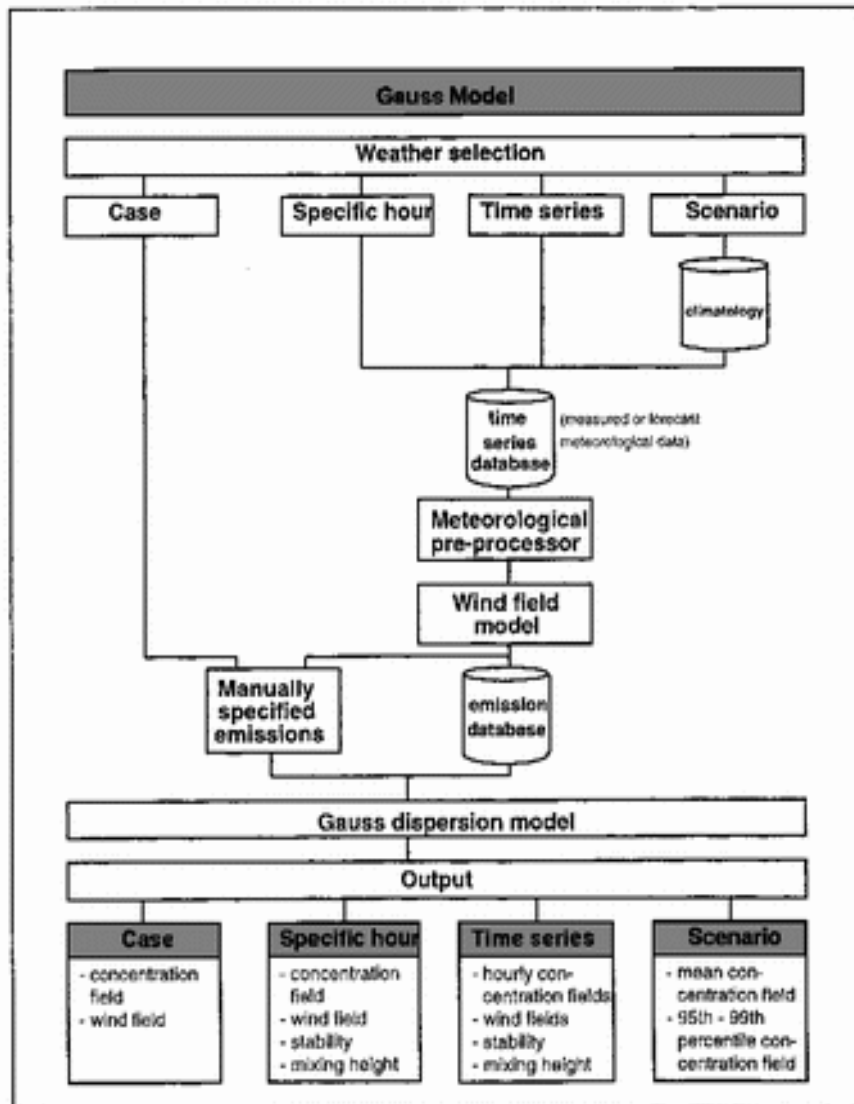 Gauss Model
Weather selection
Case
Specific hour
Time series
Scenario
climatology
time
series
database
(measured or forecast
meteorological data)
Meteorological
pre-processor
Wind field
model
Manually
specified
emissions
emission
database
Gauss dispersion model
Output
Case
- concentration
field
- wind field
Specific hour
- concentration
field
- wind field
- stability
- mixing height
Time series
- hourly con-
centration fields
- wind fields
- stability
- mixing height
Scenario
- mean con-
centration field
- 95th - 99th
percentile con-
centration field